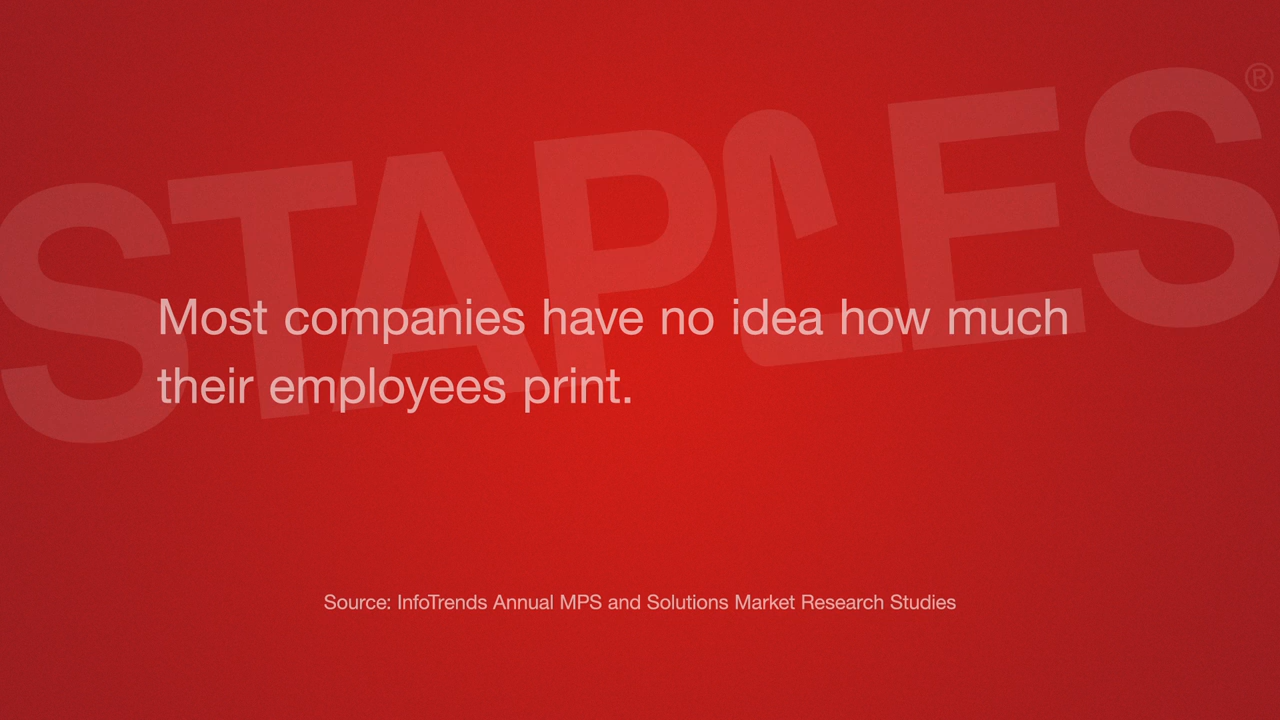 STAPLES®
Most companies have no idea how much
their employees print.
Source: InfoTrends Annual MPS and Solutions Market Research Studies